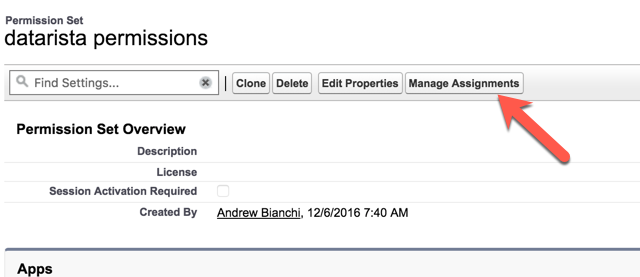 Permission Set
datarista permissions
Find Settings... Clone Delete Edit Properties Manage Assignments
Permission Set Overview
Description
License
Session Activation Required
Created By Andrew Bianchi, 12/6/2016 7:40 AM
Apps